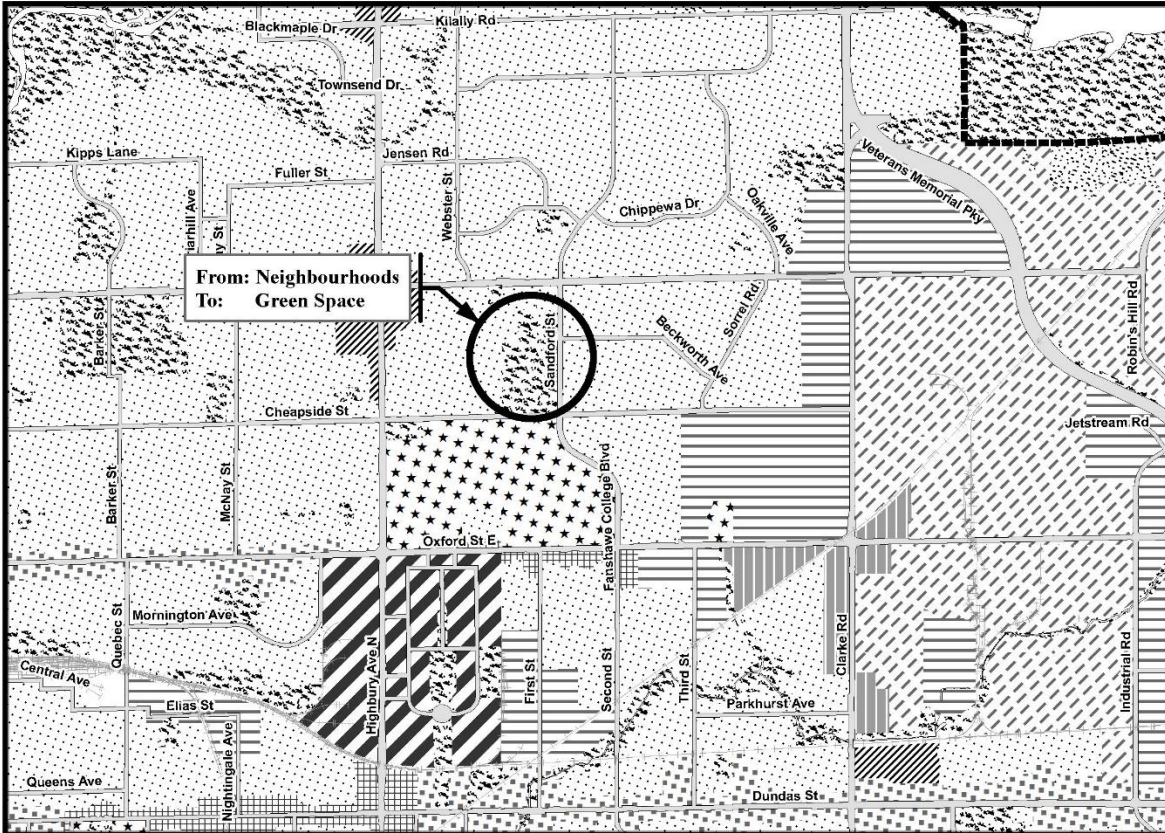 Blackmaple Dr
Kilally Rd
Townsend Dr
Kipps Lane
Jensen Rd
Fuller St
Webster St
Chippewa Dr
Oakville Ave
Veterans Memorial Pky
From: Neighbourhoods
To: Green Space
Barker St
Sandford St
Beckworth Ave
Sorrel Rd
Robin's Hill Rd
Cheapside St
Jetstream Rd
Barker St
McNay St
Fanshawe College Blvd
Oxford St E
Quebec St
Mornington Ave
Highbury Ave N
First St
Second St
Third St
Clarke Rd
Industrial Rd
Central Ave
Elias St
Parkhurst Ave
Nightingale Ave
Queens Ave
Dundas St